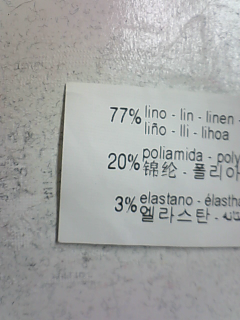 77% lino - lin - linen -
liño - lli - lihoa
20% poliamida - poly
锦纶 - 폴리아
3% elastano - élastha
엘라스탄 -